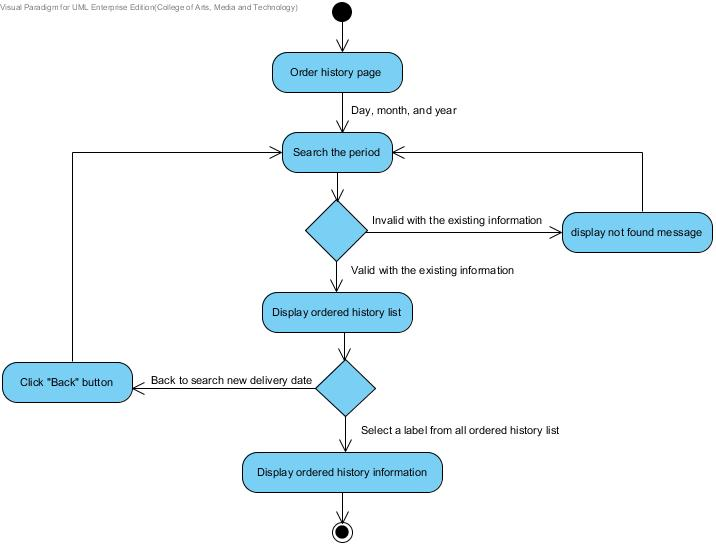 Visual Paradigm for UML Enterprise Edition(College of Arts, Media and Technology)
Order history page
Day, month, and year
Search the period
Invalid with the existing information
display not found message
Valid with the existing information
Display ordered history list
Back to search new delivery date
Click "Back" button
Select a label from all ordered history list
Display ordered history information